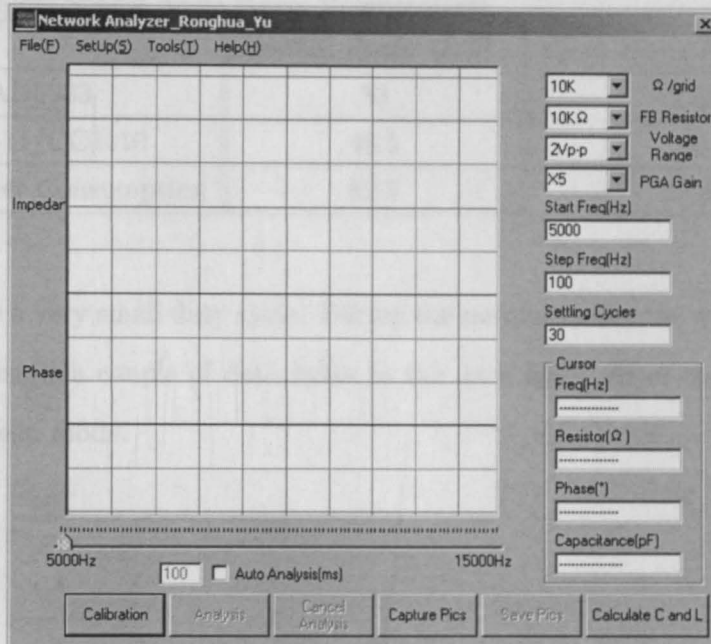 Network Analyzer_Ronghua_Yu
File(F) SetUp(S) Tools(T) Help(H)
10K Ω /grid
10KΩ FB Resistor
2Vp-p Voltage Range
X5 PGA Gain
Impedar
Start Freq(Hz)
5000
Step Freq(Hz)
100
Settling Cycles
30
Phase
Cursor
Freq(Hz)
---------------
Resistor(Ω )
---------------
Phase(°)
---------------
Capacitance(pF)
---------------
5000Hz 15000Hz
100 Auto Analysis(ms)
Calibration Analysis Cancel Analysis Capture Pics Save Pics Calculate C and L